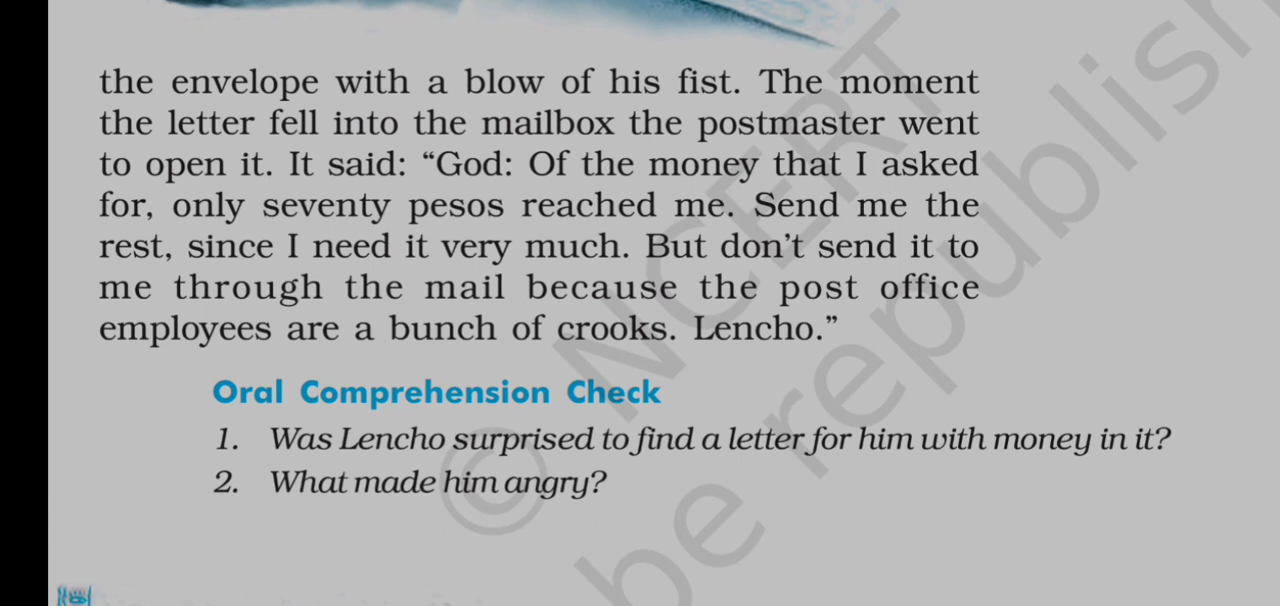 the envelope with a blow of his fist. The moment
the letter fell into the mailbox the postmaster went
to open it. It said: “God: Of the money that I asked
for, only seventy pesos reached me. Send me the
rest, since I need it very much. But don’t send it to
me through the mail because the post office
employees are a bunch of crooks. Lencho.”
Oral Comprehension Check
1. Was Lencho surprised to find a letter for him with money in it?
2. What made him angry?
© NCERT
be republish